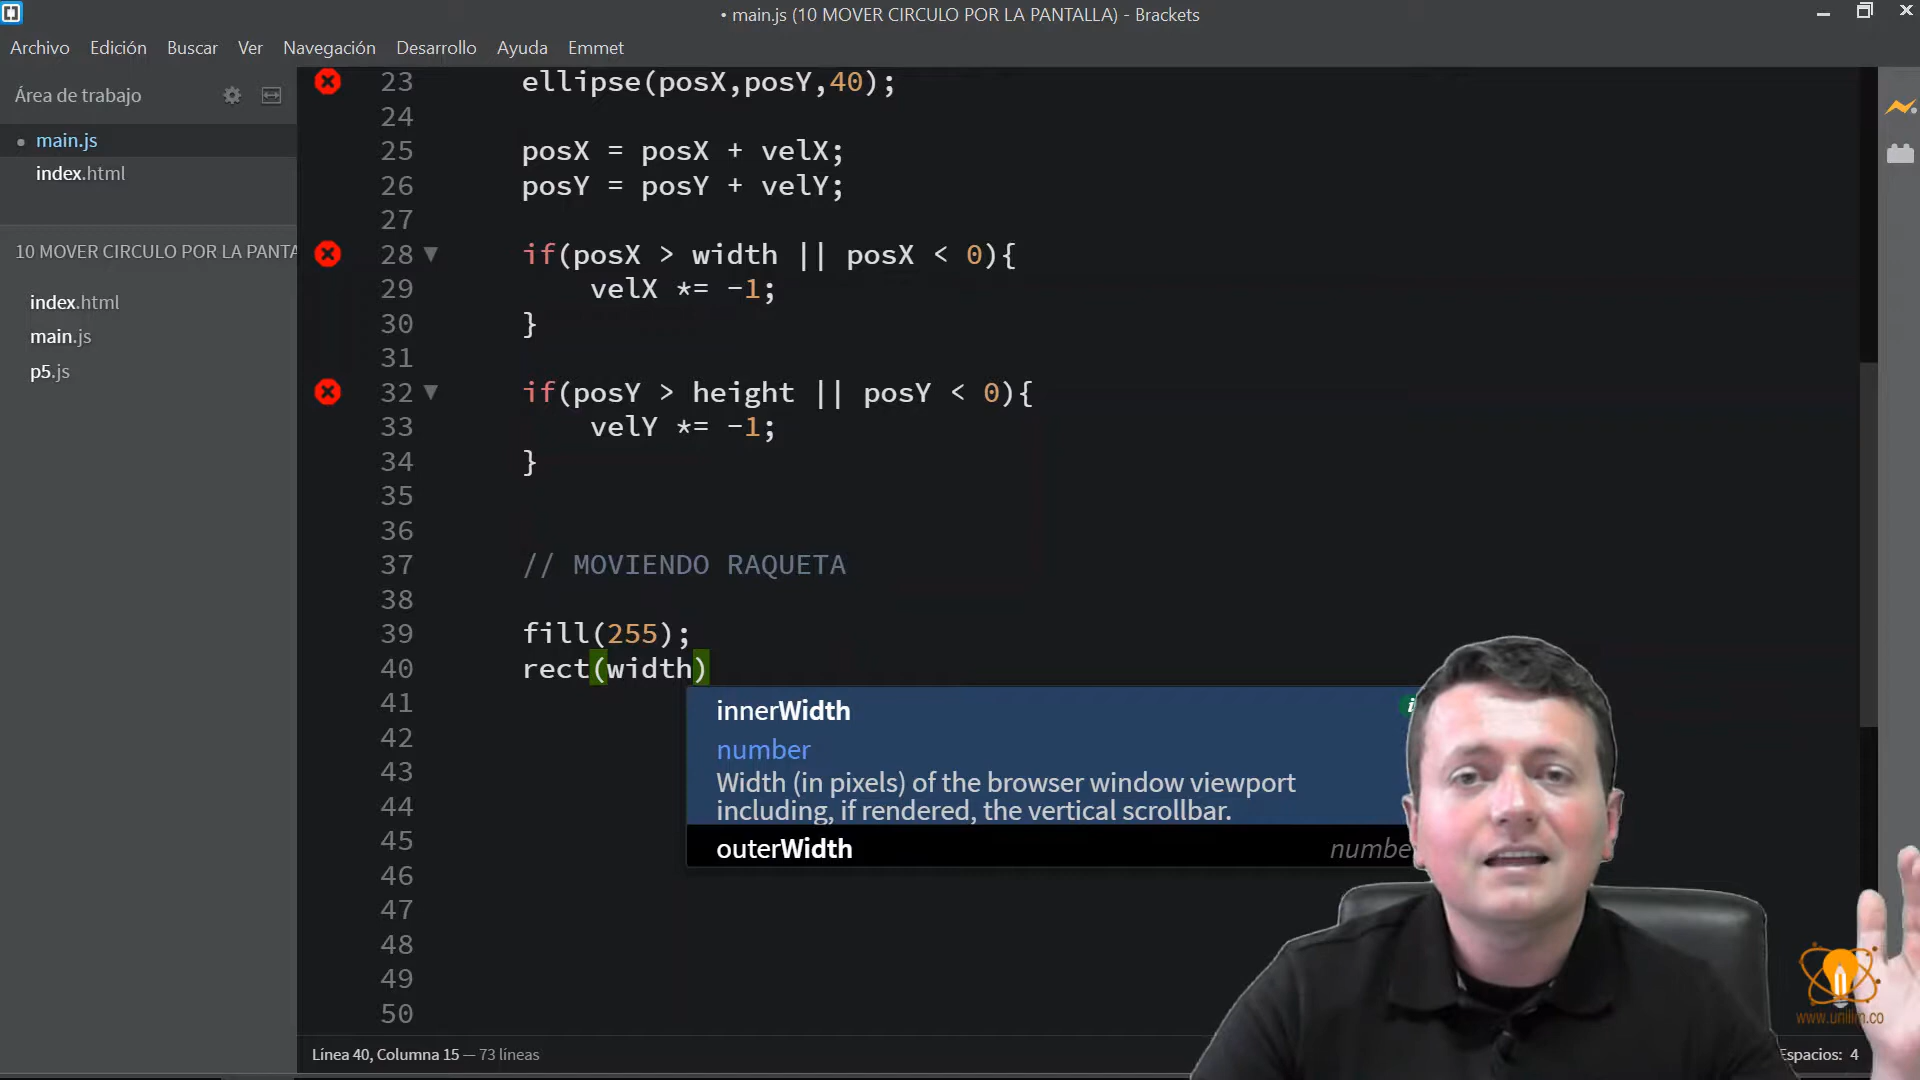 • main.js (10 MOVER CIRCULO POR LA PANTALLA) - Brackets
Archivo Edición Buscar Ver Navegación Desarrollo Ayuda Emmet
Área de trabajo
main.js
index.html
10 MOVER CIRCULO POR LA PANTA
index.html
main.js
p5.js
23 ellipse(posX,posY,40);
24
25 posX = posX + velX;
26 posY = posY + velY;
27
28 if(posX > width || posX < 0){
29 velX *= -1;
30 }
31
32 if(posY > height || posY < 0){
33 velY *= -1;
34 }
35
36
37 // MOVIENDO RAQUETA
38
39 fill(255);
40 rect(width)
41
42
43
44
45
46
47
48
49
50
innerWidth
number
Width (in pixels) of the browser window viewport
including, if rendered, the vertical scrollbar.
outerWidth numbe
www.unilim.co
Línea 40, Columna 15 — 73 líneas
Espacios: 4